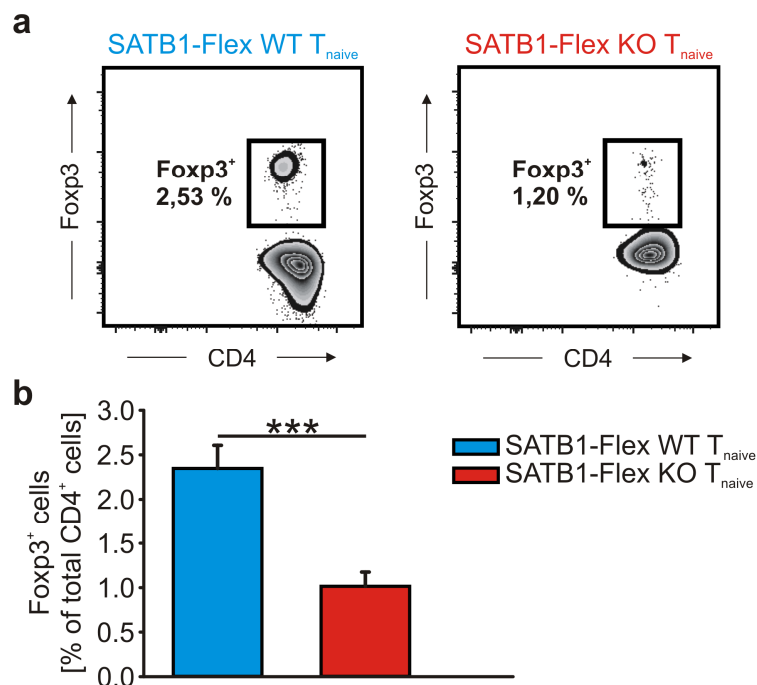 a
SATB1-Flex WT Tnaive
SATB1-Flex KO Tnaive
Foxp3
Foxp3+
2,53 %
CD4
Foxp3
Foxp3+
1,20 %
CD4
b
Foxp3+ cells
[% of total CD4+ cells]
3.0
2.5
2.0
1.5
1.0
0.5
0.0
***
SATB1-Flex WT Tnaive
SATB1-Flex KO Tnaive